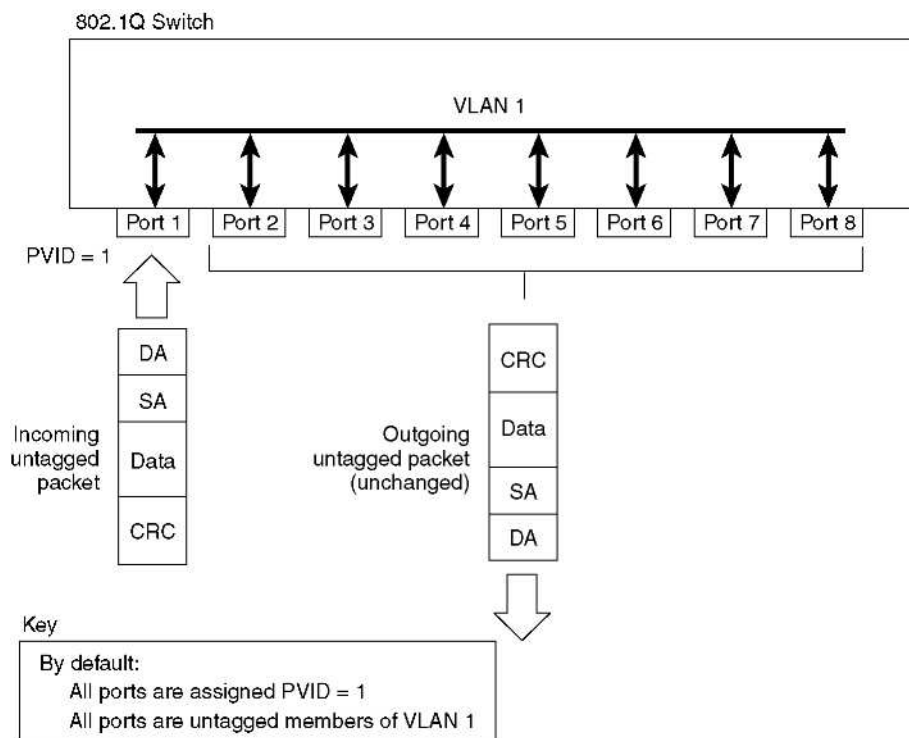 802.1Q Switch
VLAN 1
Port 1
Port 2
Port 3
Port 4
Port 5
Port 6
Port 7
Port 8
PVID = 1
DA
SA
Data
CRC
Incoming
untagged
packet
CRC
Data
SA
DA
Outgoing
untagged packet
(unchanged)
Key
By default:
All ports are assigned PVID = 1
All ports are untagged members of VLAN 1